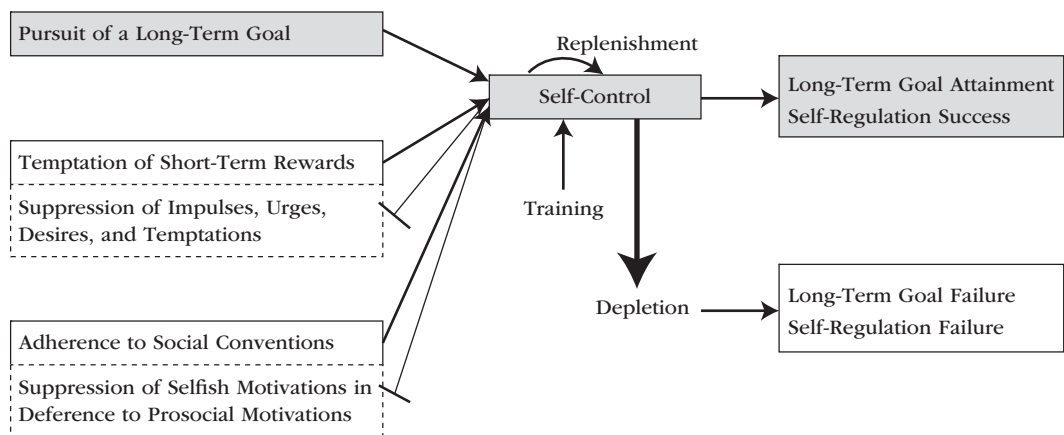 Pursuit of a Long-Term Goal
Replenishment
Self-Control
Long-Term Goal Attainment
Self-Regulation Success
Temptation of Short-Term Rewards
Suppression of Impulses, Urges,
Desires, and Temptations
Training
Depletion
Long-Term Goal Failure
Self-Regulation Failure
Adherence to Social Conventions
Suppression of Selfish Motivations in
Deference to Prosocial Motivations